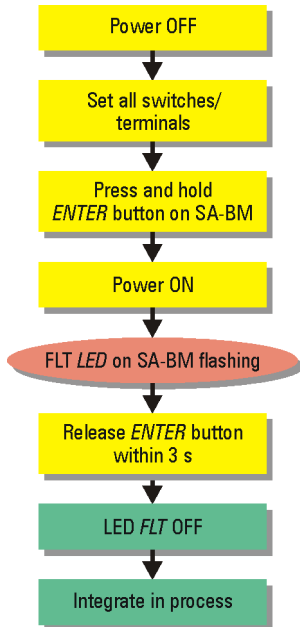 Power OFF
Set all switches/
terminals
Press and hold
ENTER button on SA-BM
Power ON
FLT LED on SA-BM flashing
Release ENTER button
within 3 s
LED FLT OFF
Integrate in process